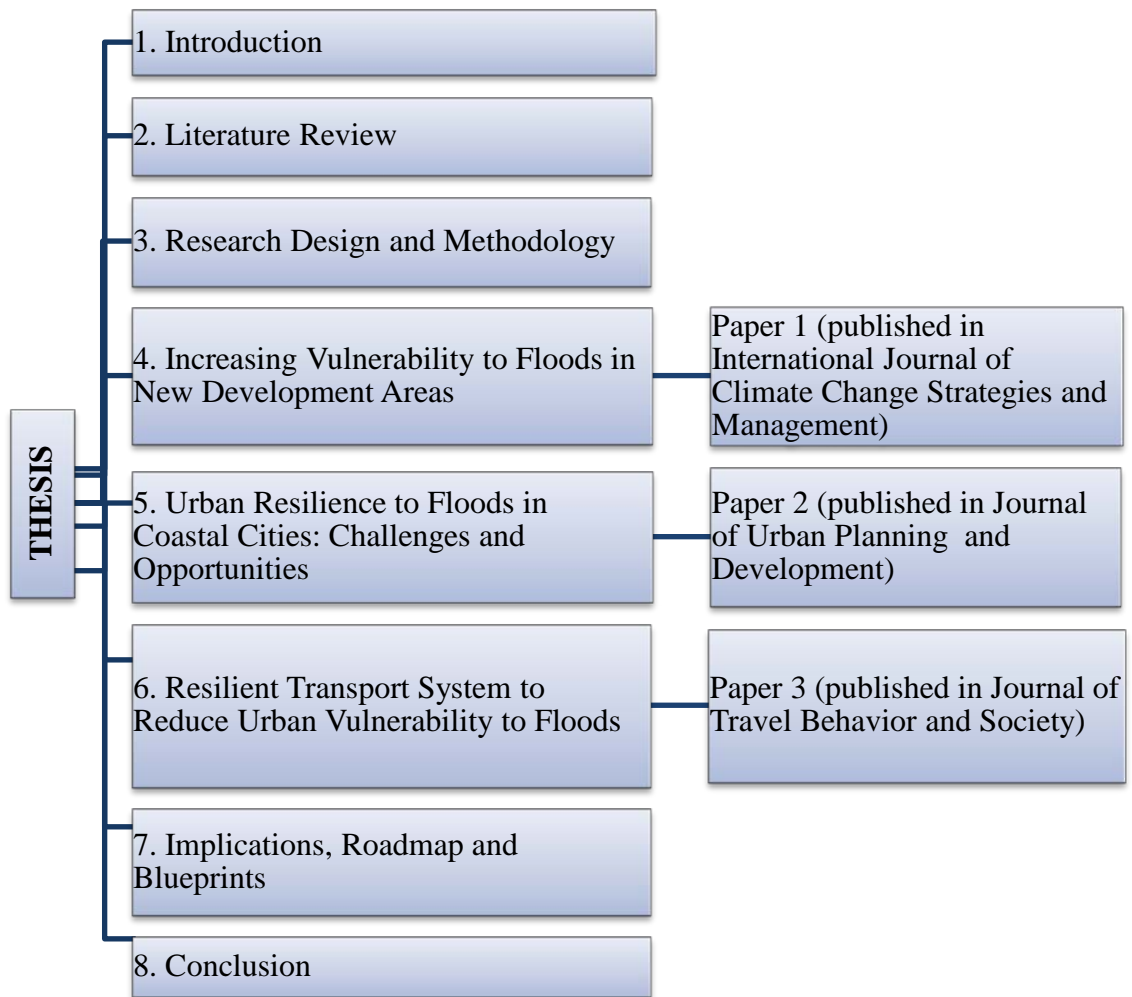 THESIS
1. Introduction
2. Literature Review
3. Research Design and Methodology
4. Increasing Vulnerability to Floods in
New Development Areas
Paper 1 (published in
International Journal of
Climate Change Strategies and
Management)
5. Urban Resilience to Floods in
Coastal Cities: Challenges and
Opportunities
Paper 2 (published in Journal
of Urban Planning  and
Development)
6. Resilient Transport System to
Reduce Urban Vulnerability to Floods
Paper 3 (published in Journal of
Travel Behavior and Society)
7. Implications, Roadmap and
Blueprints
8. Conclusion